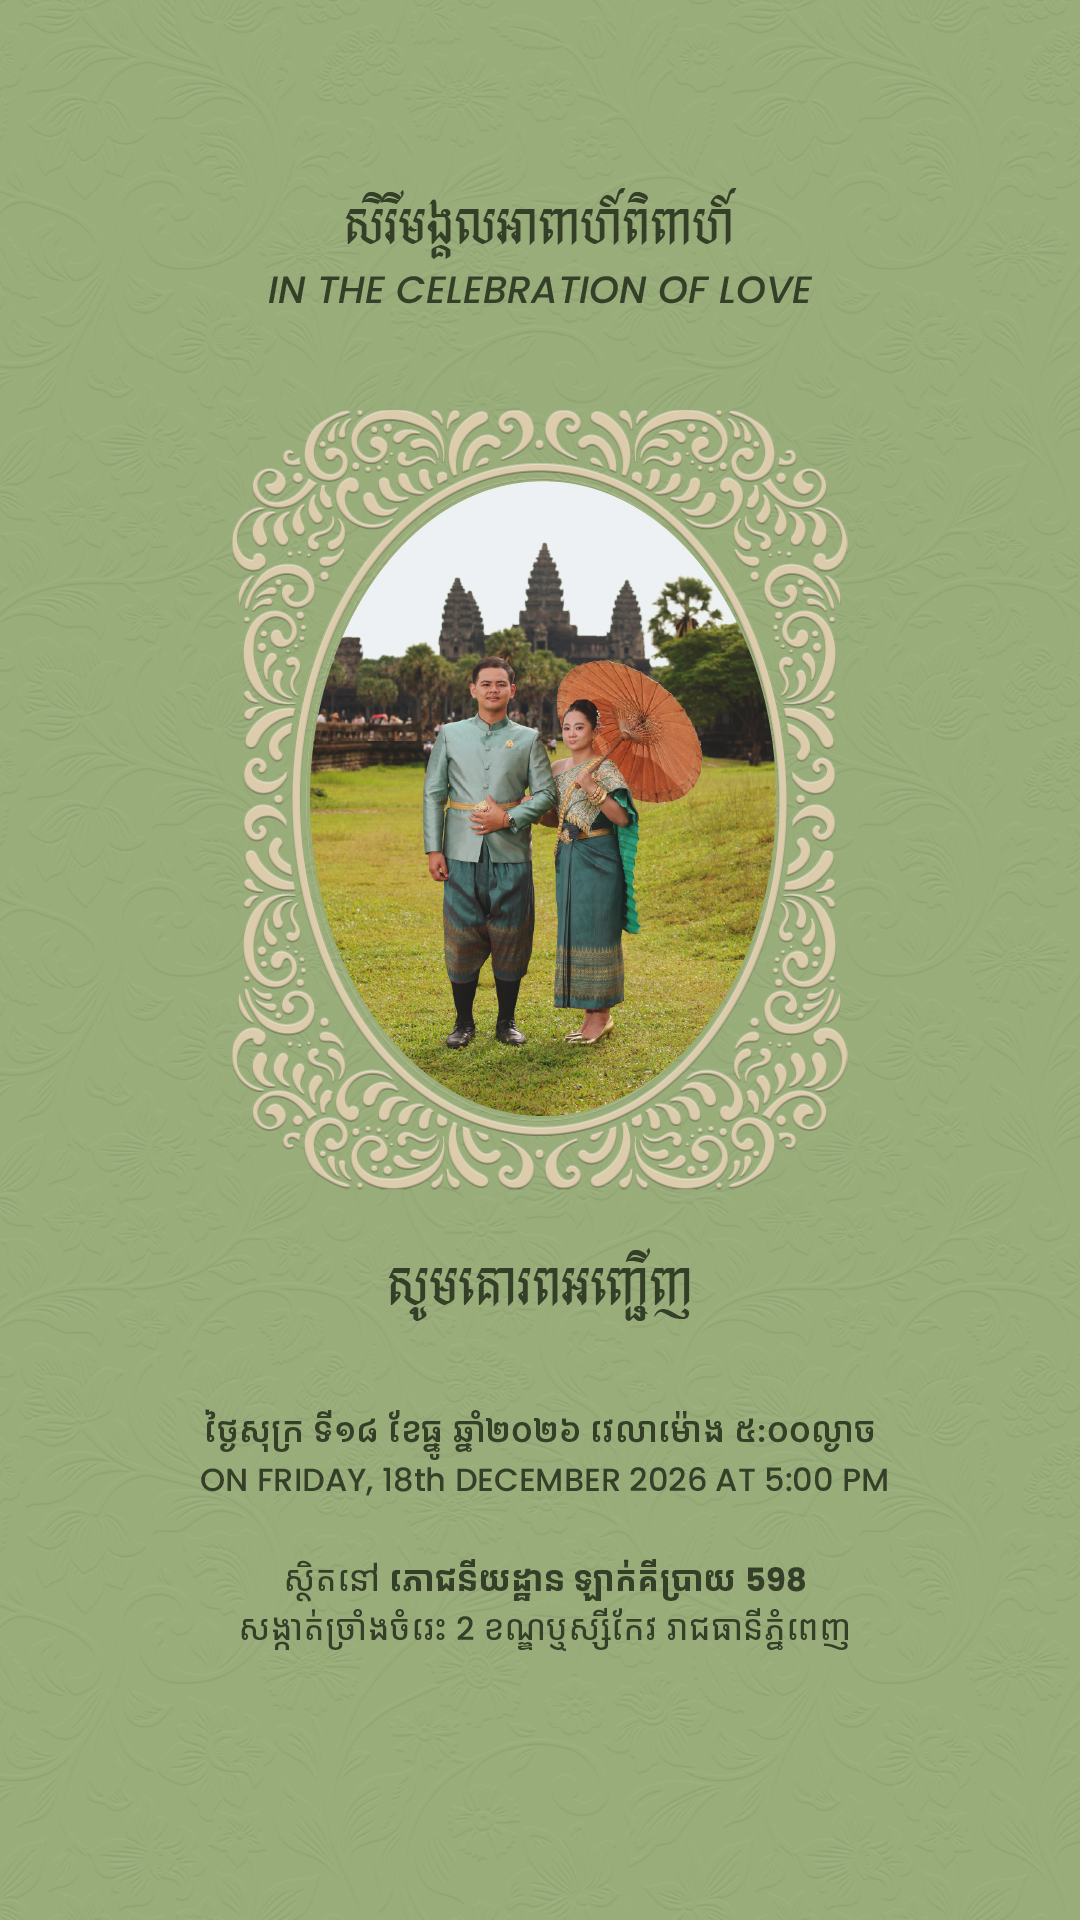 សិរីមង្គលអាពាហ៍ពិពាហ៍
IN THE CELEBRATION OF LOVE
សូមគោរពអញ្ជើញ
ថ្ងៃសុក្រ ទី១៨ ខែធ្នូ ឆ្នាំ២០២៦ វេលាម៉ោង ៥:០០ល្ងាច
ON FRIDAY, 18th DECEMBER 2026 AT 5:00 PM
ស្ថិតនៅ ភោជនីយដ្ឋាន ឡាក់គីប្រាយ 598
សង្កាត់ច្រាំងចំរេះ 2 ខណ្ឌឬស្សីកែវ រាជធានីភ្នំពេញ